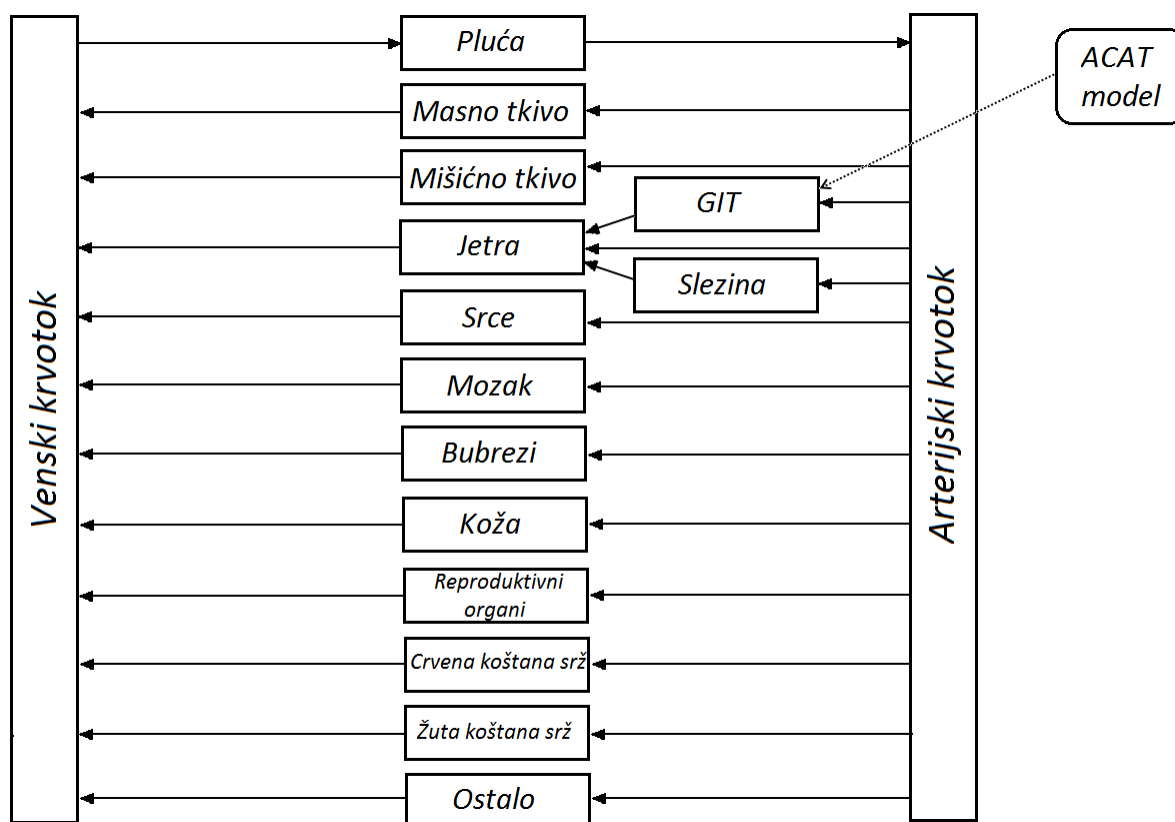 Pluća
ACAT
model
Masno tkivo
Mišićno tkivo
GIT
Jetra
Slezina
Srce
Mozak
Bubrezi
Koža
Reproduktivni
organi
Crvena koštana srž
Žuta koštana srž
Ostalo
Venski krvotok
Arterijski krvotok